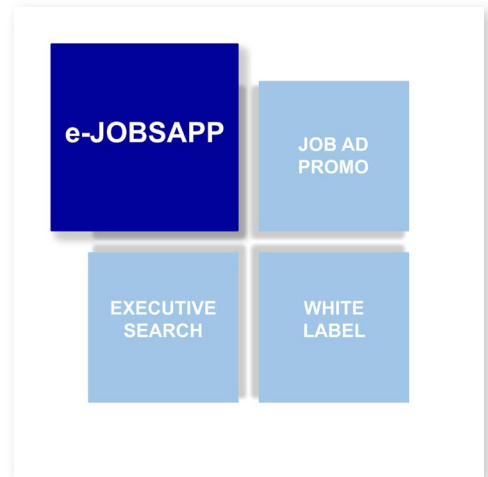 e-JOBSAPP
JOB AD
PROMO
EXECUTIVE
SEARCH
WHITE
LABEL